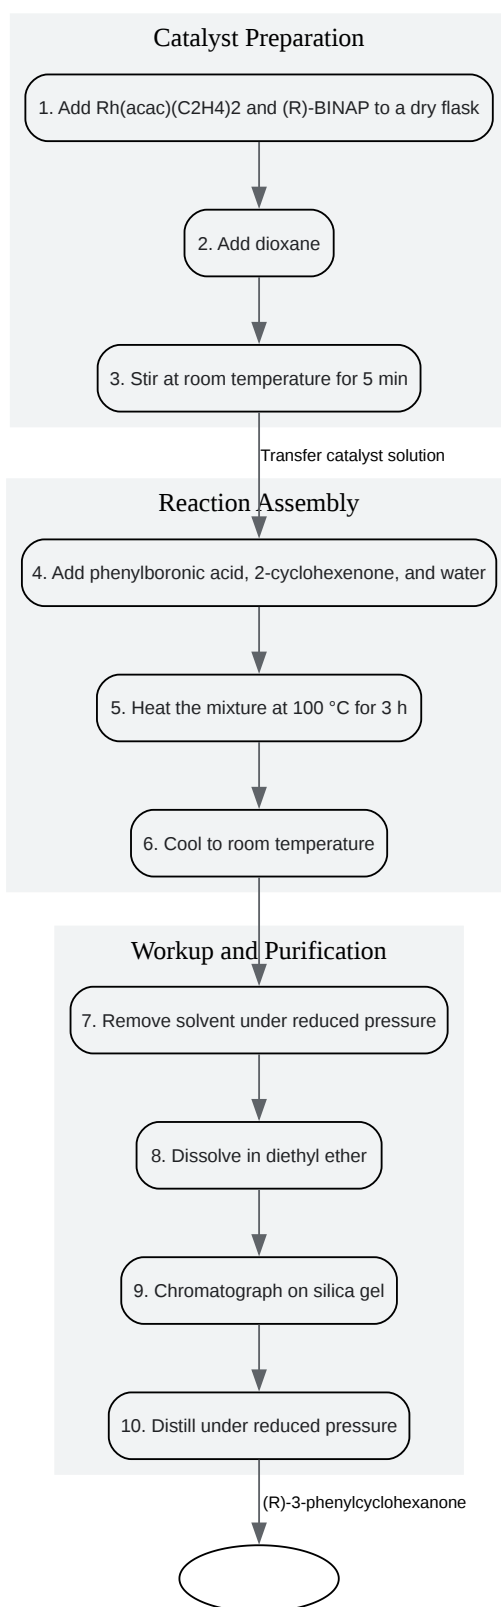 Catalyst Preparation
1. Add Rh(acac)(C2H4)2 and (R)-BINAP to a dry flask
2. Add dioxane
3. Stir at room temperature for 5 min
Transfer catalyst solution
Reaction Assembly
4. Add phenylboronic acid, 2-cyclohexenone, and water
5. Heat the mixture at 100 °C for 3 h
6. Cool to room temperature
Workup and Purification
7. Remove solvent under reduced pressure
8. Dissolve in diethyl ether
9. Chromatograph on silica gel
10. Distill under reduced pressure
(R)-3-phenylcyclohexanone